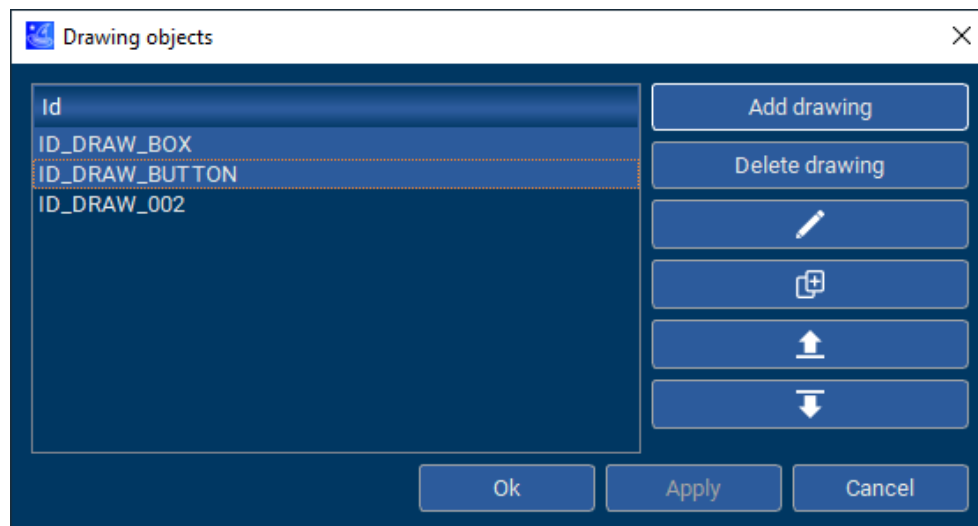 Drawing objects
Id
ID_DRAW_BOX
ID_DRAW_BUTTON
ID_DRAW_002
Add drawing
Delete drawing
Ok
Apply
Cancel